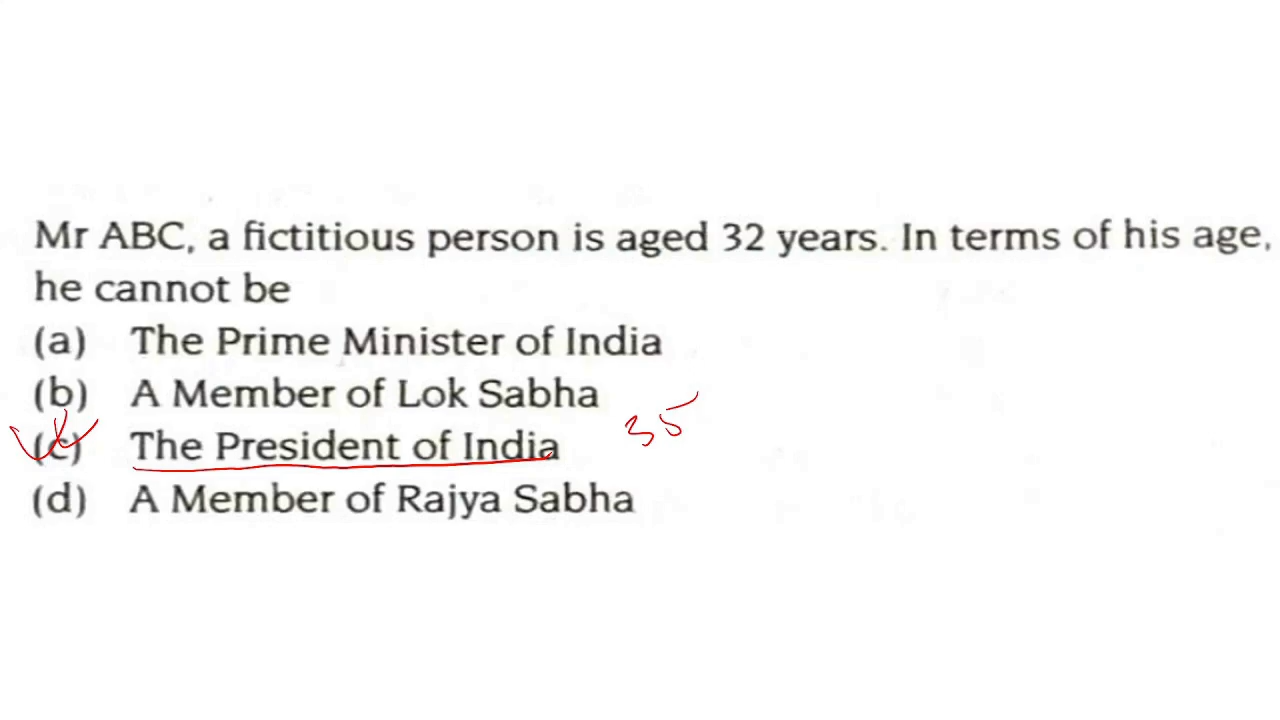 Mr ABC, a fictitious person is aged 32 years. In terms of his age,
he cannot be
(a) The Prime Minister of India
(b) A Member of Lok Sabha
(c) The President of India 35
(d) A Member of Rajya Sabha